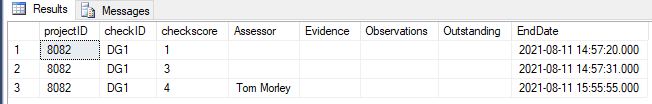 Results Messages
projectID checkID checkscore Assessor Evidence Observations Outstanding EndDate
1 8082 DG1 1 2021-08-11 14:57:20.000
2 8082 DG1 3 2021-08-11 14:57:31.000
3 8082 DG1 4 Tom Morley 2021-08-11 15:55:55.000